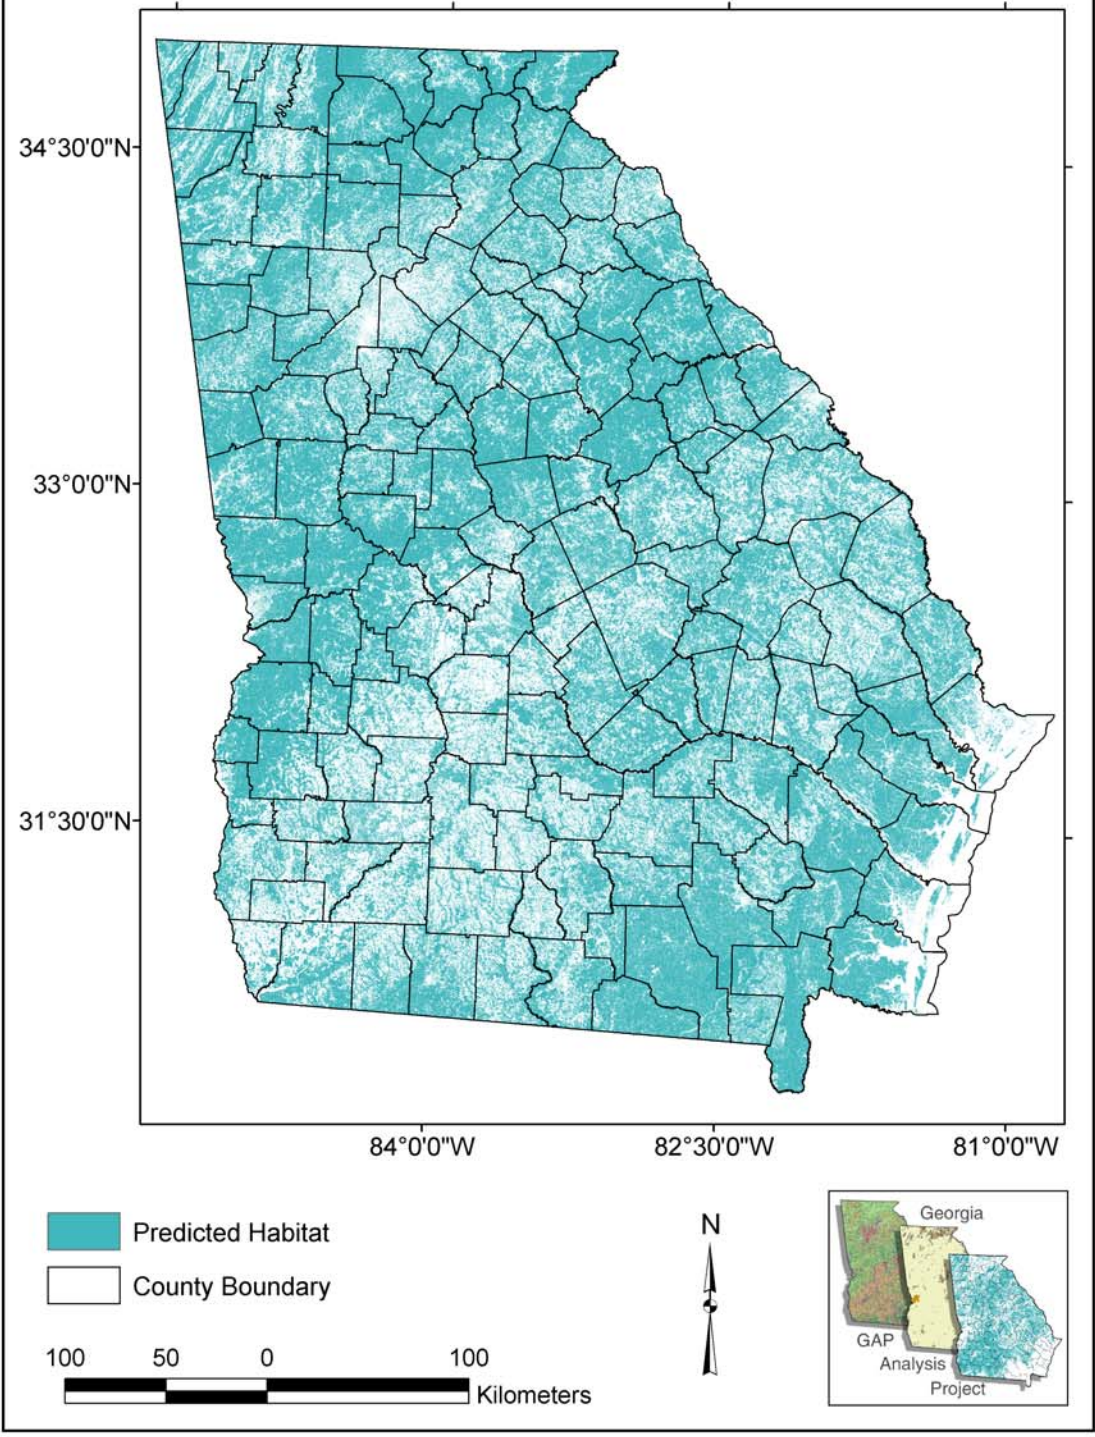 34°30'0"N
33°0'0"N
31°30'0"N
84°0'0"W 82°30'0"W 81°0'0"W
Predicted Habitat
County Boundary
100 50 0 100
Kilometers
N
Georgia
GAP
Analysis
Project